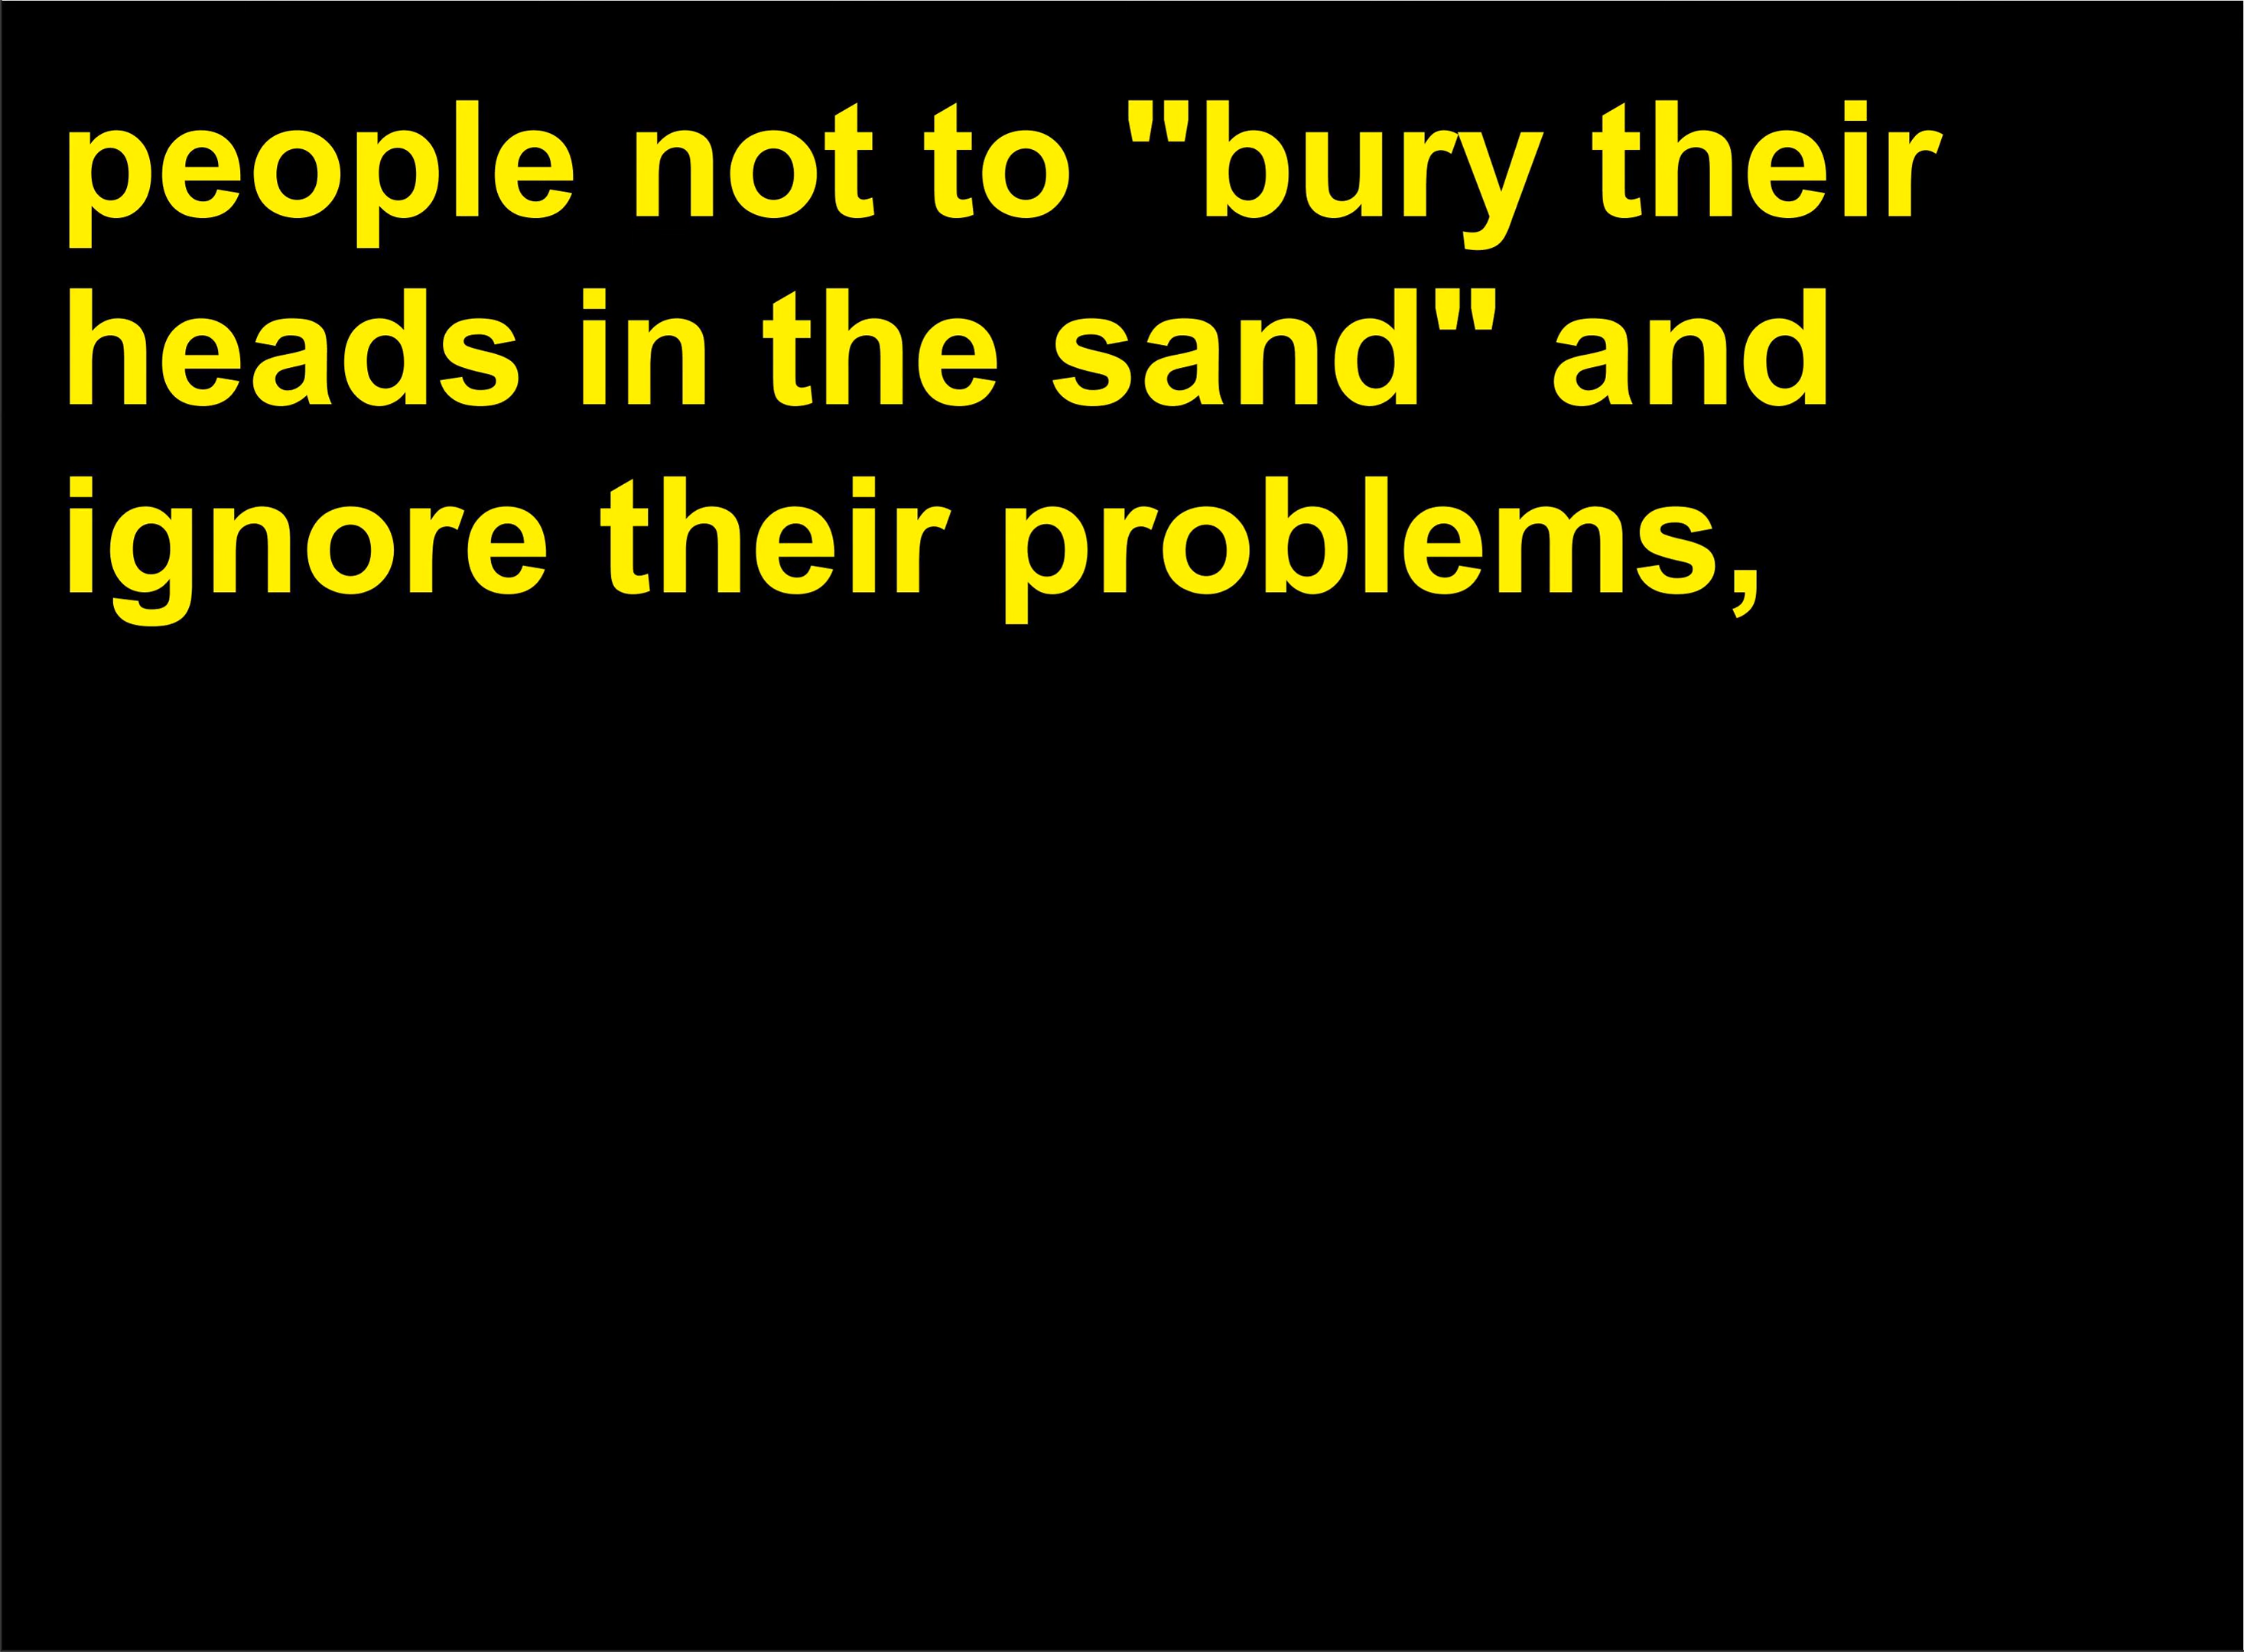 people not to "bury their
heads in the sand" and
ignore their problems,